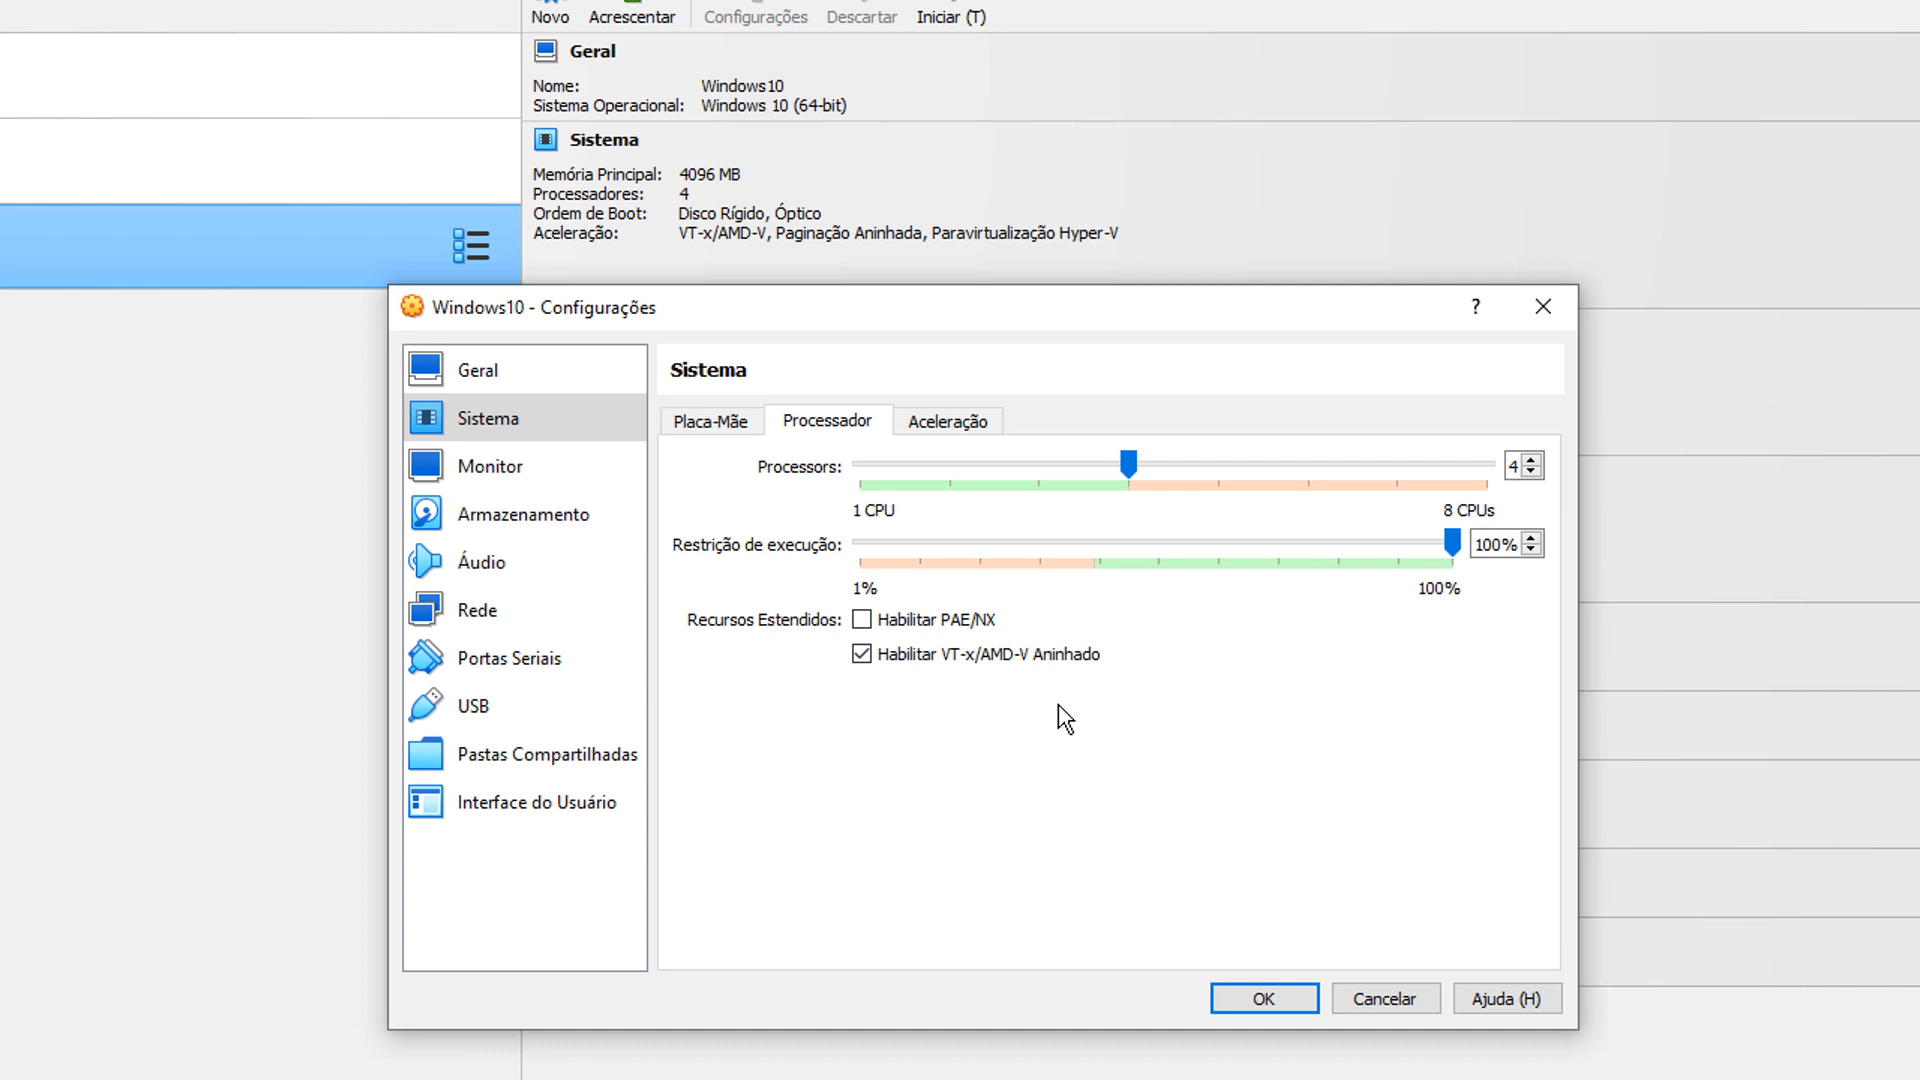 Novo Acrescentar Configurações Descartar Iniciar (T)
Geral
Nome: Windows10
Sistema Operacional: Windows 10 (64-bit)
Sistema
Memória Principal: 4096 MB
Processadores: 4
Ordem de Boot: Disco Rígido, Óptico
Aceleração: VT-x/AMD-V, Paginação Aninhada, Paravirtualização Hyper-V
Windows10 - Configurações ?
Geral
Sistema
Monitor
Armazenamento
Áudio
Rede
Portas Seriais
USB
Pastas Compartilhadas
Interface do Usuário
Sistema
Placa-Mãe Processador Aceleração
Processors: 4
1 CPU 8 CPUs
Restrição de execução: 100%
1% 100%
Recursos Estendidos: Habilitar PAE/NX
Habilitar VT-x/AMD-V Aninhado
OK Cancelar Ajuda (H)